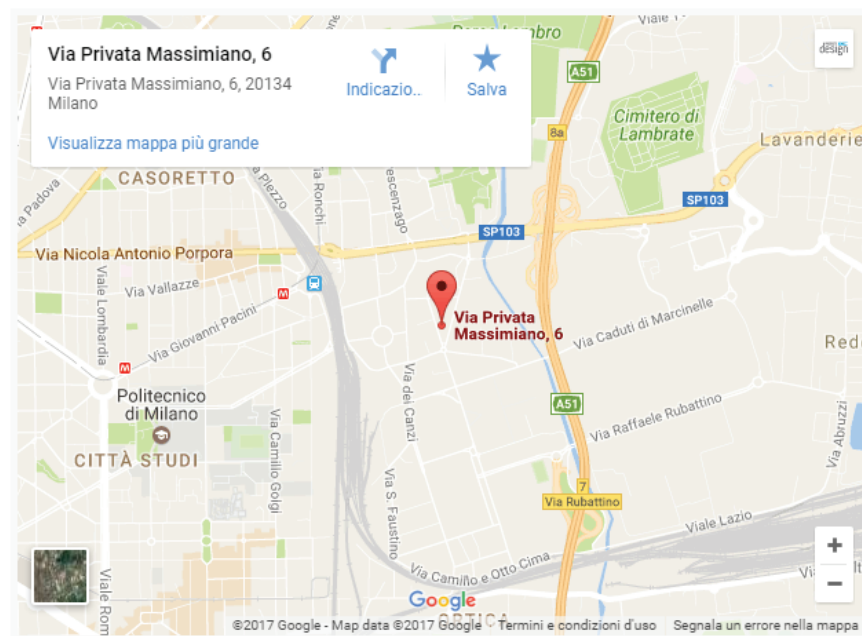 Via Privata Massimiano, 6
Via Privata Massimiano, 6, 20134
Milano
Visualizza mappa più grande
Indicazio..
Salva
design
A51
8a
Cimitero di
Lambrate
Lavanderie
CASORETTO
Via Padova
Via Ronchi
SP103
SP103
Via Nicola Antonio Porpora
Via Vallazze
M
Viale Lombardia
Via Giovanni Pacini
M
Via Privata
Massimiano, 6
Via Caduti di Marcinelle
Politecnico
di Milano
CITTÀ STUDI
Via Camillo Golgi
Via dei Canzi
A51
Via Raffaele Rubattino
Via Abruzzi
7
Via Rubattino
Via S. Faustino
Viale Lazio
Via Camillo e Otto Cima
+
−
Google
©2017 Google - Map data ©2017 Google
Termini e condizioni d'uso
Segnala un errore nella mappa